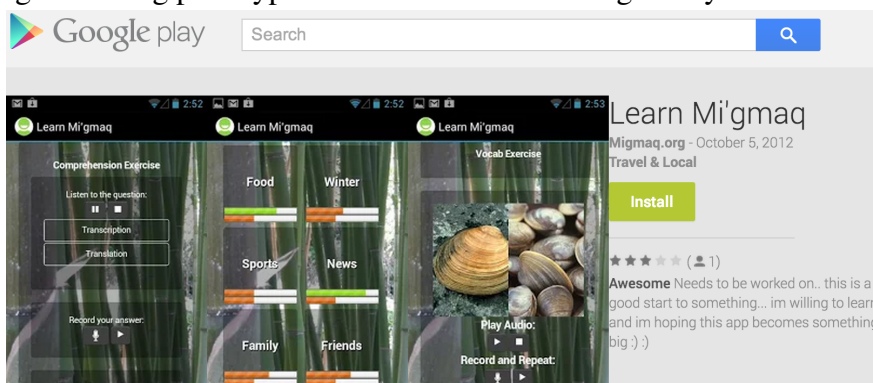 Google play
Search
2:52
Learn Mi'gmaq
Comprehension Exercise
Listen to the question:
Transcription
Translation
Record your answer:
2:52
Learn Mi'gmaq
Food Winter
Sports News
Family Friends
2:53
Learn Mi'gmaq
Vocab Exercise
Play Audio:
Record and Repeat:
Learn Mi'gmaq
Migmaq.org - October 5, 2012
Travel & Local
Install
(1)
Awesome Needs to be worked on.. this is a
good start to something... im willing to learn
and im hoping this app becomes something
big :) :)